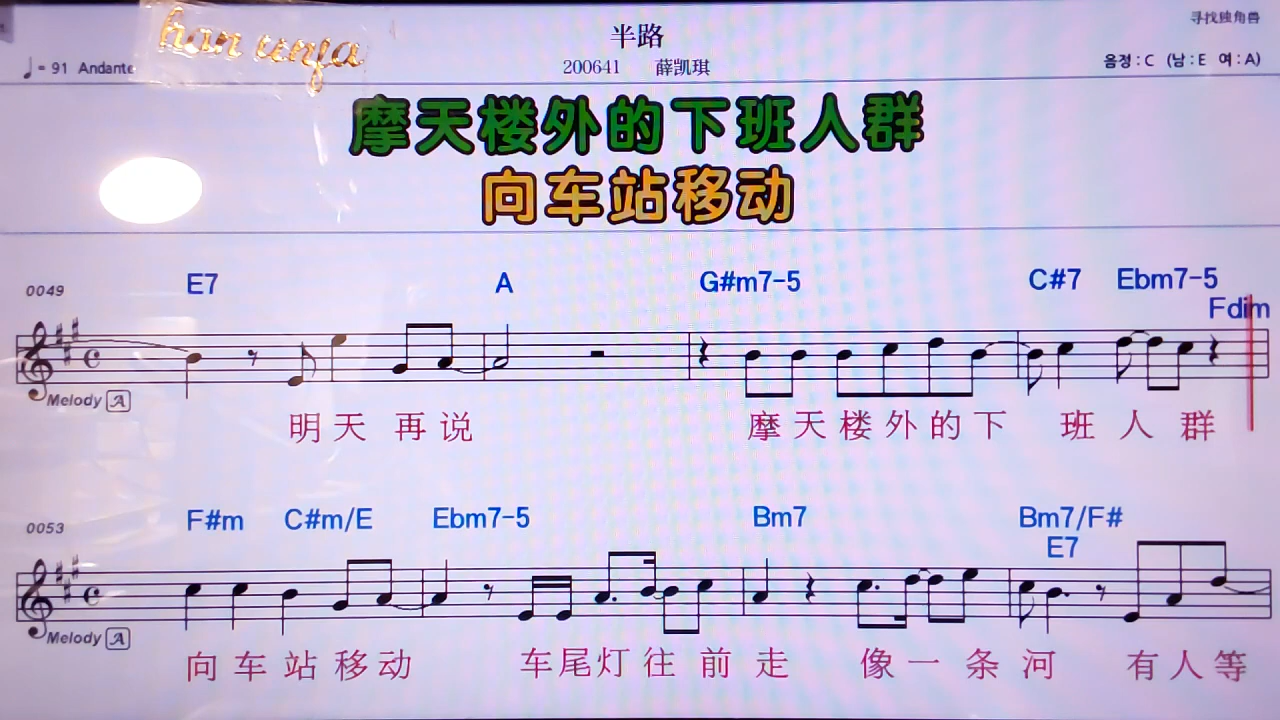 寻找独角兽
半路
han unfa
♩= 91 Andante
200641 薛凯琪
음정 : C (남 : E 여 : A)
摩天楼外的下班人群
向车站移动
0049 E7 A G#m7-5 C#7 Ebm7-5
Fdim
Melody A
明天再说 摩天楼外的下班人群
0053 F#m C#m/E Ebm7-5 Bm7 Bm7/F#
E7
Melody A
向车站移动 车尾灯往前走 像一条河 有人等